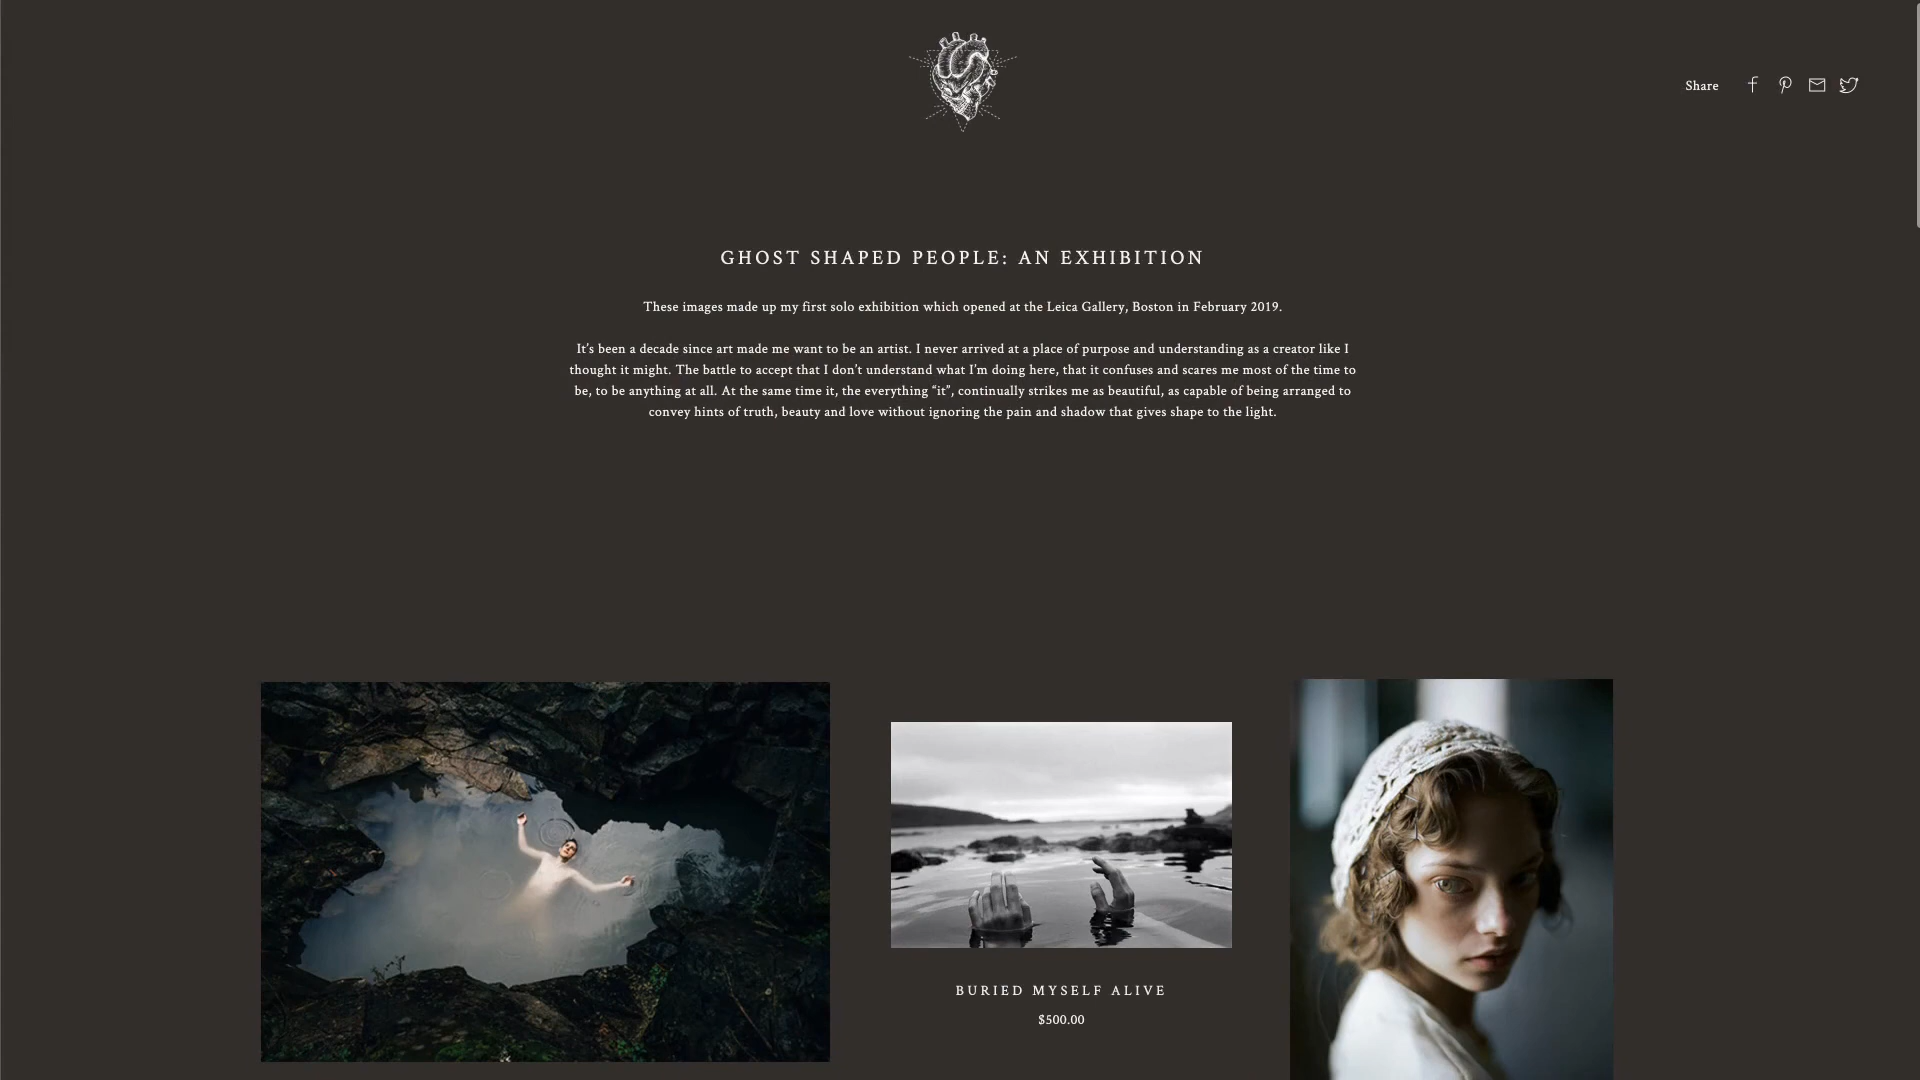 Share
GHOST SHAPED PEOPLE: AN EXHIBITION
These images made up my first solo exhibition which opened at the Leica Gallery, Boston in February 2019.
It’s been a decade since art made me want to be an artist. I never arrived at a place of purpose and understanding as a creator like I
thought it might. The battle to accept that I don’t understand what I’m doing here, that it confuses and scares me most of the time to
be, to be anything at all. At the same time it, the everything “it”, continually strikes me as beautiful, as capable of being arranged to
convey hints of truth, beauty and love without ignoring the pain and shadow that gives shape to the light.
BURIED MYSELF ALIVE
$500.00